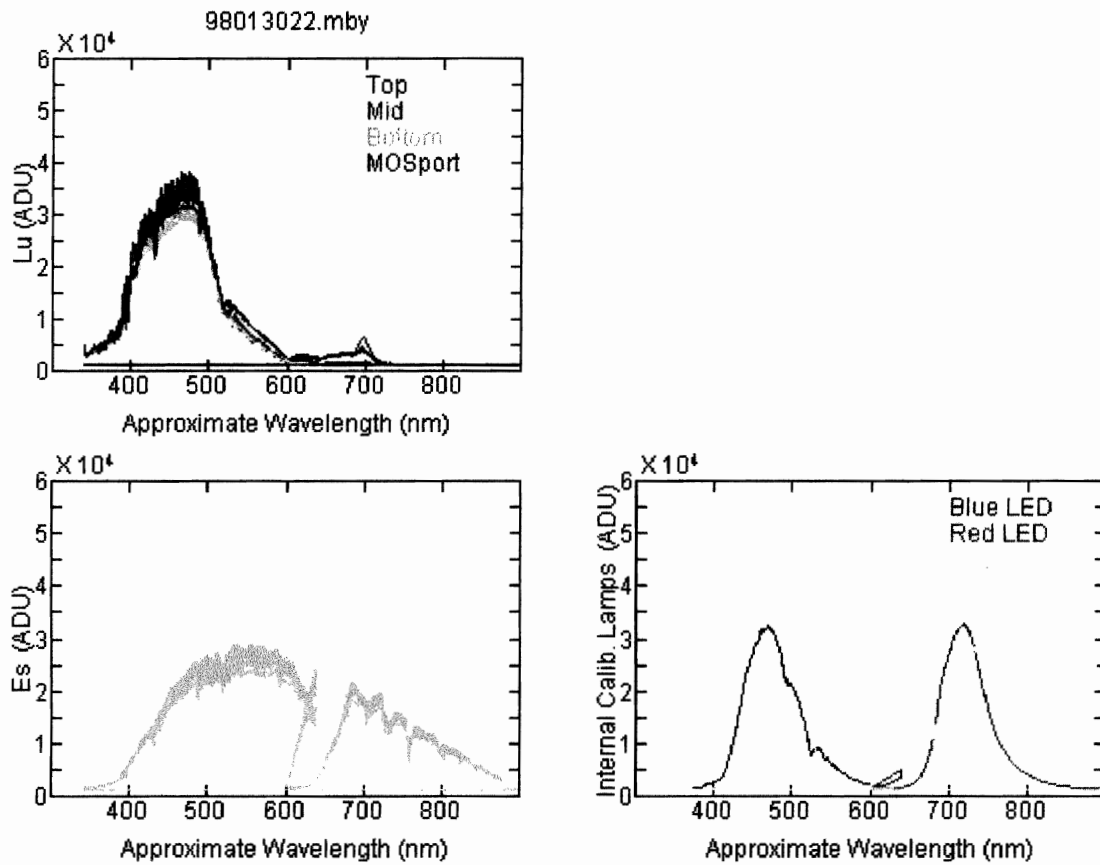 98013022.mby
X 10⁴
6
5
4
3
2
1
0
Lu (ADU)
Top
Mid
Bottom
MOSport
400 500 600 700 800
Approximate Wavelength (nm)
X 10⁴
6
5
4
3
2
1
0
Es (ADU)
400 500 600 700 800
Approximate Wavelength (nm)
X 10⁴
6
5
4
3
2
1
0
Internal Calib. Lamps (ADU)
Blue LED
Red LED
400 500 600 700 800
Approximate Wavelength (nm)